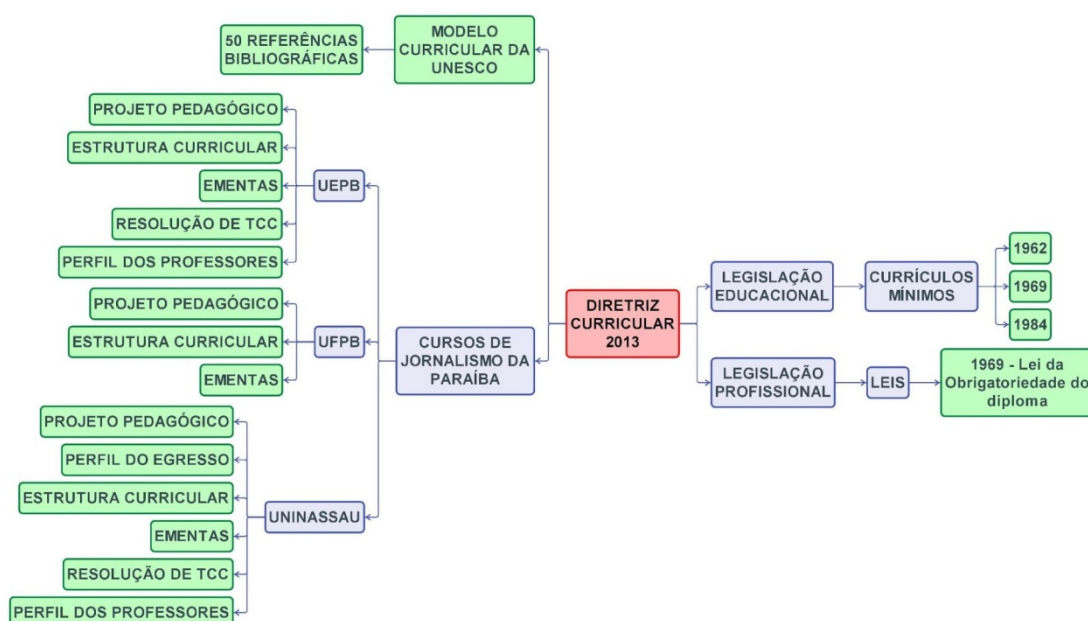 50 REFERÊNCIAS
BIBLIOGRÁFICAS
MODELO
CURRICULAR DA
UNESCO
PROJETO PEDAGÓGICO
ESTRUTURA CURRICULAR
EMENTAS
RESOLUÇÃO DE TCC
PERFIL DOS PROFESSORES
UEPB
PROJETO PEDAGÓGICO
ESTRUTURA CURRICULAR
EMENTAS
UFPB
PROJETO PEDAGÓGICO
PERFIL DO EGRESSO
ESTRUTURA CURRICULAR
EMENTAS
RESOLUÇÃO DE TCC
PERFIL DOS PROFESSORES
UNINASSAU
CURSOS DE
JORNALISMO DA
PARAÍBA
DIRETRIZ
CURRICULAR
2013
LEGISLAÇÃO
EDUCACIONAL
CURRÍCULOS
MÍNIMOS
1962
1969
1984
LEGISLAÇÃO
PROFISSIONAL
LEIS
1969 - Lei da
Obrigatoriedade do
diploma